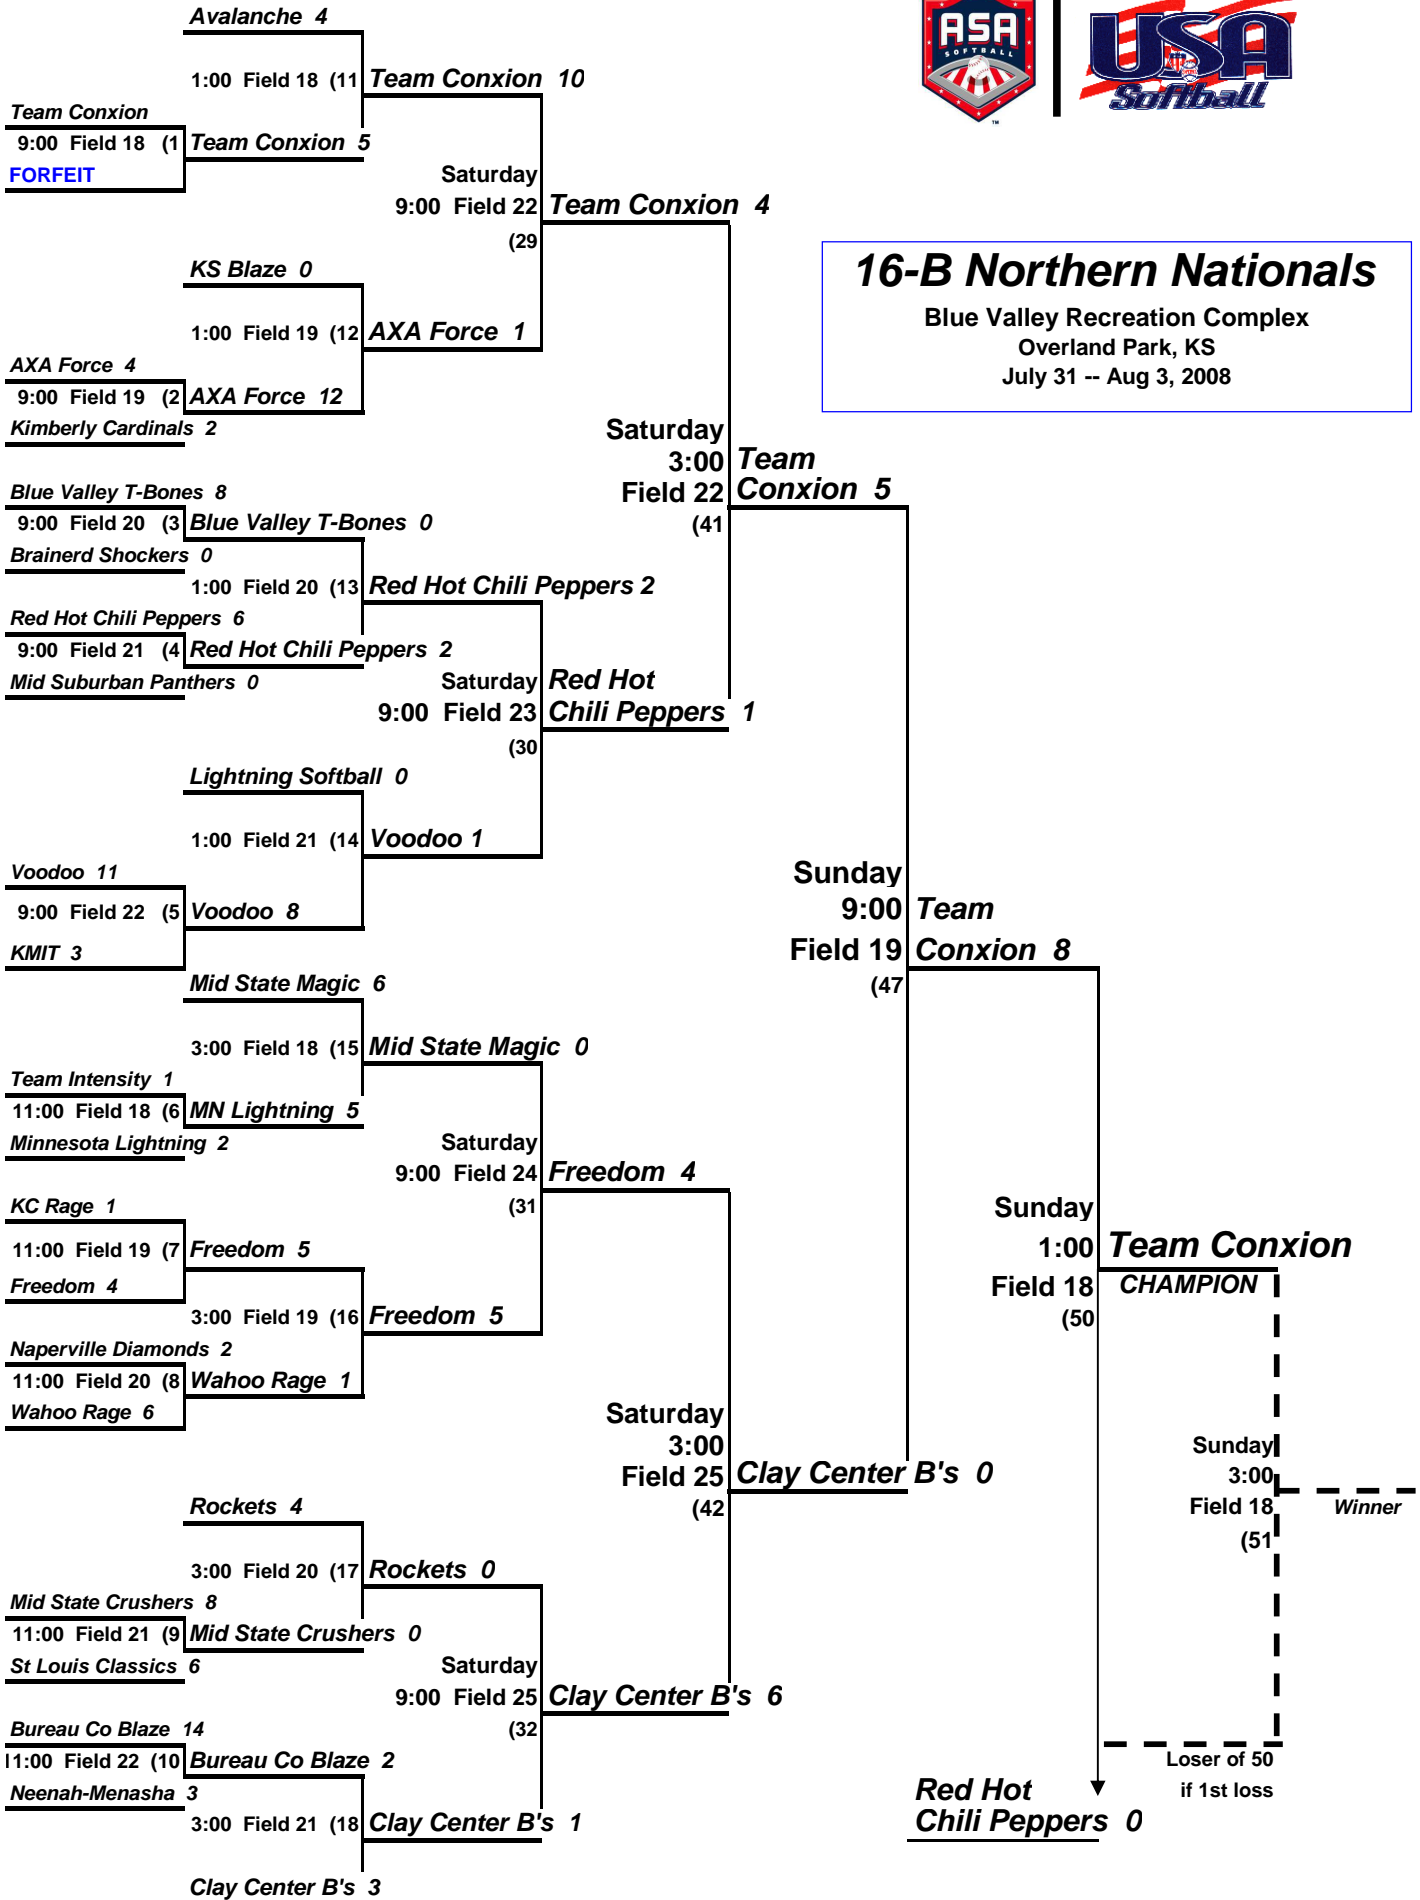 Avalanche 4
ASA
SOFTBALL
TM
USA
Softball
1:00 Field 18 (11
Team Conxion 10
Team Conxion
9:00 Field 18 (1
Team Conxion 5
FORFEIT
Saturday
9:00 Field 22
Team Conxion 4
(29
16-B Northern Nationals
Blue Valley Recreation Complex
Overland Park, KS
July 31 -- Aug 3, 2008
KS Blaze 0
1:00 Field 19 (12
AXA Force 1
AXA Force 4
9:00 Field 19 (2
AXA Force 12
Kimberly Cardinals 2
Saturday
3:00
Team
Field 22
Conxion 5
(41
Blue Valley T-Bones 8
9:00 Field 20 (3
Blue Valley T-Bones 0
Brainerd Shockers 0
1:00 Field 20 (13
Red Hot Chili Peppers 2
Red Hot Chili Peppers 6
9:00 Field 21 (4
Red Hot Chili Peppers 2
Mid Suburban Panthers 0
Saturday
Red Hot
9:00 Field 23
Chili Peppers 1
(30
Lightning Softball 0
1:00 Field 21 (14
Voodoo 1
Voodoo 11
9:00 Field 22 (5
Voodoo 8
KMIT 3
Sunday
9:00
Team
Field 19
Conxion 8
(47
Mid State Magic 6
3:00 Field 18 (15
Mid State Magic 0
Team Intensity 1
11:00 Field 18 (6
MN Lightning 5
Minnesota Lightning 2
Saturday
9:00 Field 24
Freedom 4
(31
KC Rage 1
11:00 Field 19 (7
Freedom 5
Freedom 4
3:00 Field 19 (16
Freedom 5
Naperville Diamonds 2
11:00 Field 20 (8
Wahoo Rage 1
Wahoo Rage 6
Sunday
1:00
Team Conxion
Field 18
CHAMPION
(50
Saturday
3:00
Field 25
Clay Center B's 0
(42
Sunday
3:00
Field 18
Winner
(51
Rockets 4
3:00 Field 20 (17
Rockets 0
Mid State Crushers 8
11:00 Field 21 (9
Mid State Crushers 0
St Louis Classics 6
Saturday
9:00 Field 25
Clay Center B's 6
(32
Bureau Co Blaze 14
11:00 Field 22 (10
Bureau Co Blaze 2
Neenah-Menasha 3
3:00 Field 21 (18
Clay Center B's 1
Clay Center B's 3
Loser of 50
if 1st loss
Red Hot
Chili Peppers 0